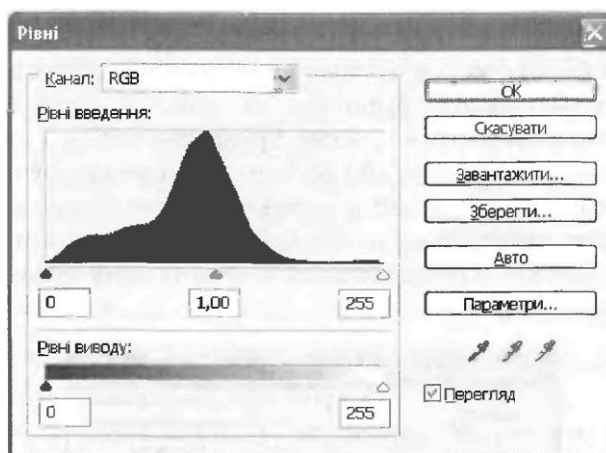 Рівні
Канал: RGB
Рівні введення:
0 1,00 255
Рівні виводу:
0 255
OK
Скасувати
Завантажити...
Зберегти...
Авто
Параметри...
Перегляд